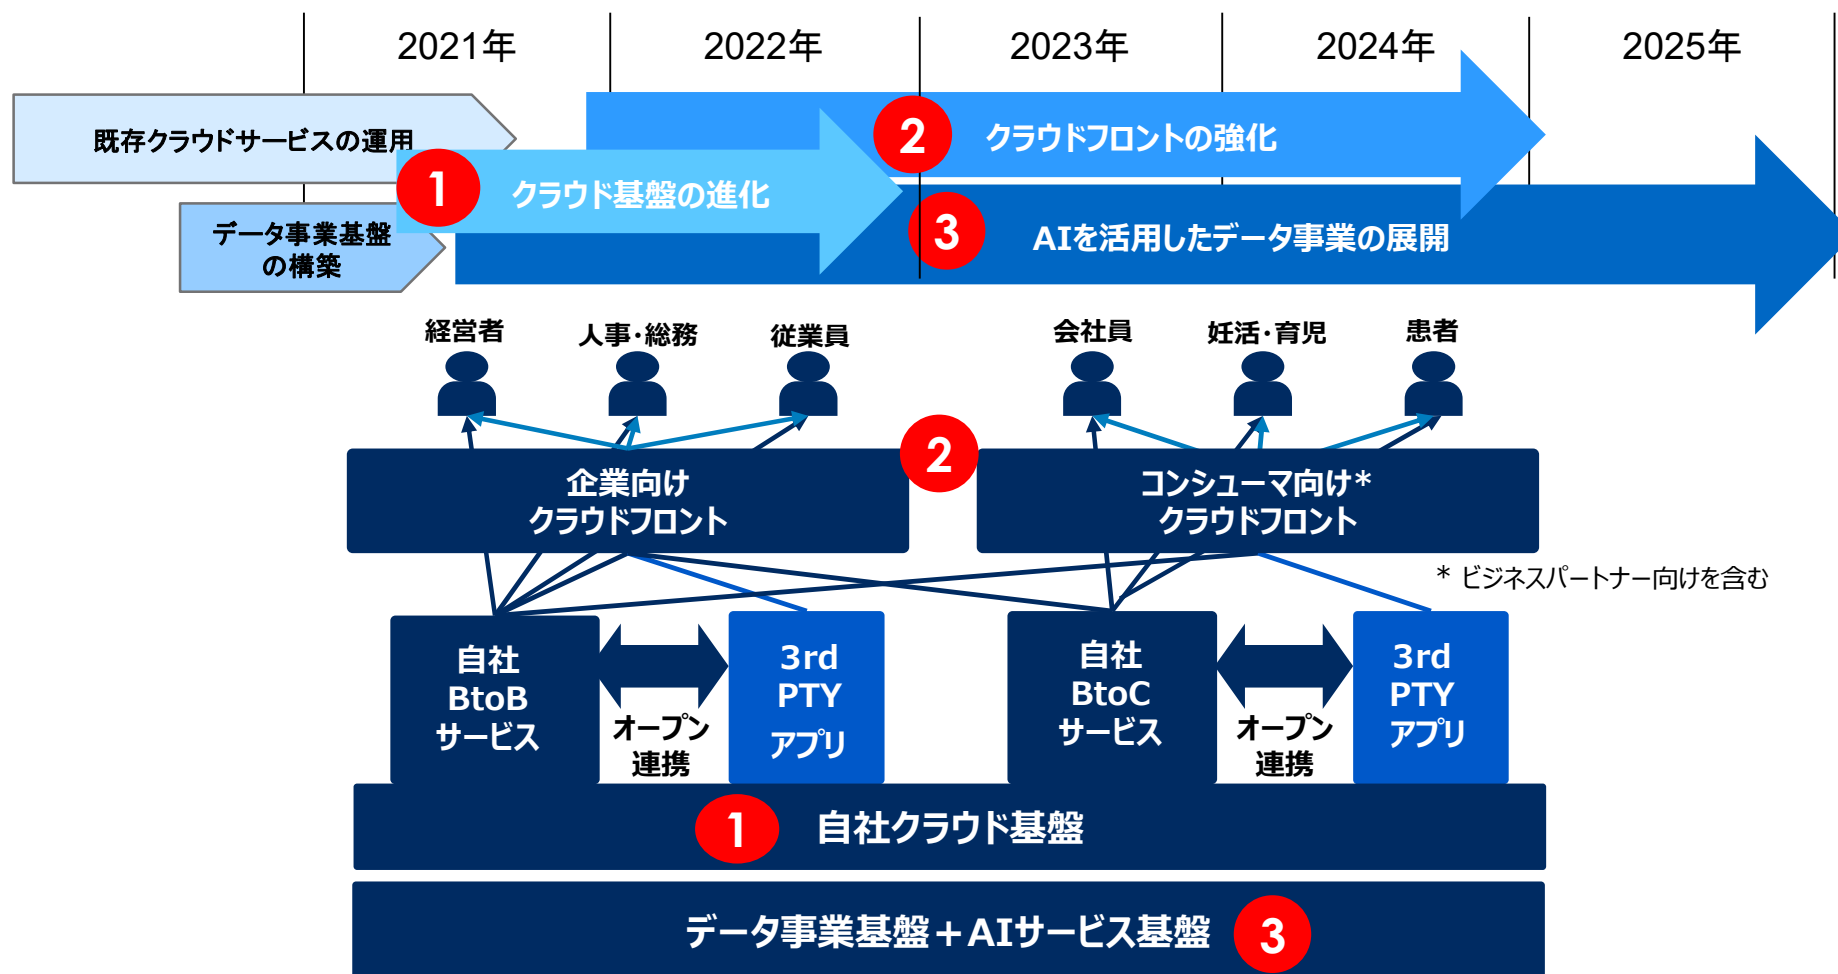 2021年
2022年
2023年
2024年
2025年
既存クラウドサービスの運用
2
クラウドフロントの強化
1
クラウド基盤の進化
データ事業基盤
の構築
3
AIを活用したデータ事業の展開
経営者
人事・総務
従業員
会社員
妊活・育児
患者
企業向け
クラウドフロント
2
コンシューマ向け*
クラウドフロント
* ビジネスパートナー向けを含む
自社
BtoB
サービス
オープン
連携
3rd
PTY
アプリ
自社
BtoC
サービス
オープン
連携
3rd
PTY
アプリ
1
自社クラウド基盤
データ事業基盤＋AIサービス基盤
3